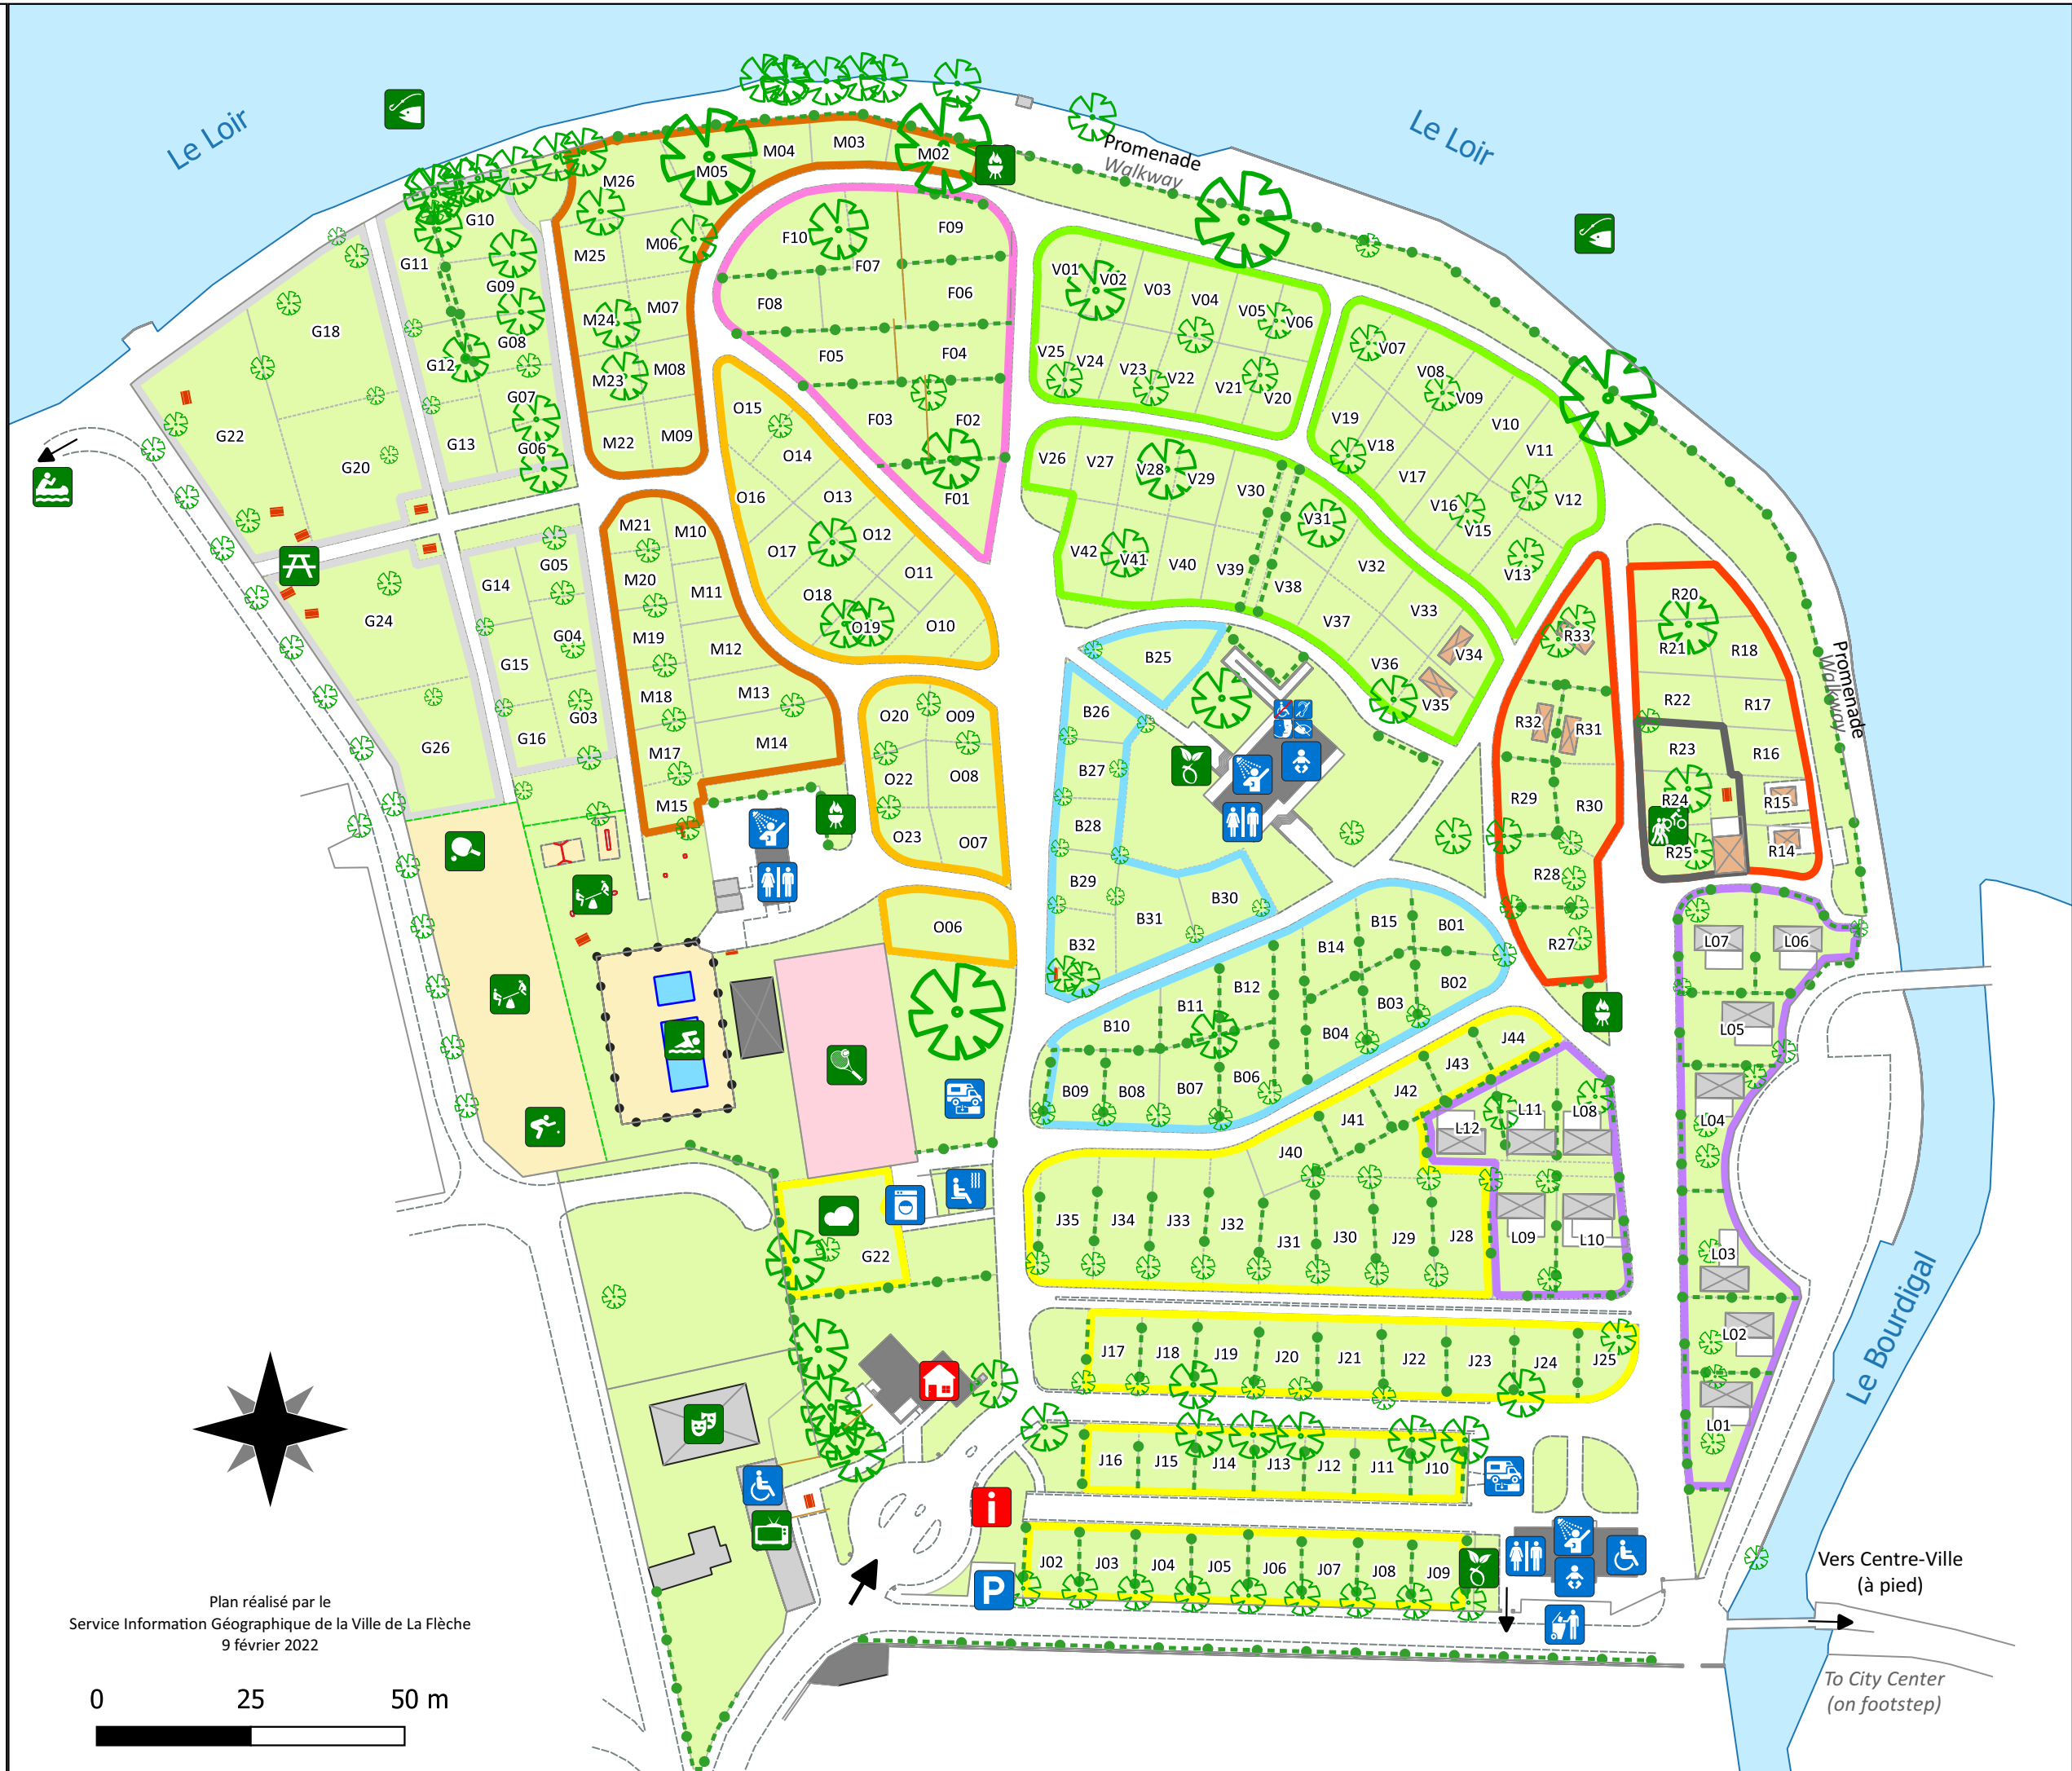 Le Loir
Le Loir
Promenade
Walkway
M26
M05
M04
M03
M02
G10
G11
G09
G18
G08
G12
G07
G22
G13
G06
G20
M25
M06
M24
M07
M23
M08
M22
M09
F10
F09
F07
F08
F06
F05
F04
F03
F02
F01
V01
V02
V03
V04
V05
V06
V25
V24
V23
V22
V21
V20
V07
V08
V09
V10
V19
V18
V11
V17
V12
V16
V15
V13
O15
O14
O16
O13
O12
O17
O11
O18
O19
O10
V26
V27
V28
V29
V30
V31
V42
V41
V40
V39
V38
V32
V33
V37
V36
V34
V35
M21
M10
M20
M11
M19
M12
M18
M13
M17
M14
M15
G14
G05
G04
G15
G03
G16
G24
G26
R33
R20
R21
R18
R22
R17
R32
R31
R23
R16
R29
R30
R24
R15
R25
R14
R28
R27
Promenade
Walkway
B25
B26
B27
B28
B29
B30
B31
B32
O20
O09
O22
O08
O23
O07
O06
B15
B01
B14
B02
B12
B03
B11
B04
B10
B09
B08
B07
B06
L07
L06
L05
L04
L03
L02
L01
J44
J43
J42
J41
J40
L12
L11
L08
L09
L10
J35
J34
J33
J32
J31
J30
J29
J28
G22
J17
J18
J19
J20
J21
J22
J23
J24
J25
J16
J15
J14
J13
J12
J11
J10
J02
J03
J04
J05
J06
J07
J08
J09
i
P
Le Bourdigal
Vers Centre-Ville
(à pied)
To City Center
(on footstep)
Plan réalisé par le
Service Information Géographique de la Ville de La Flèche
9 février 2022
0 25 50 m